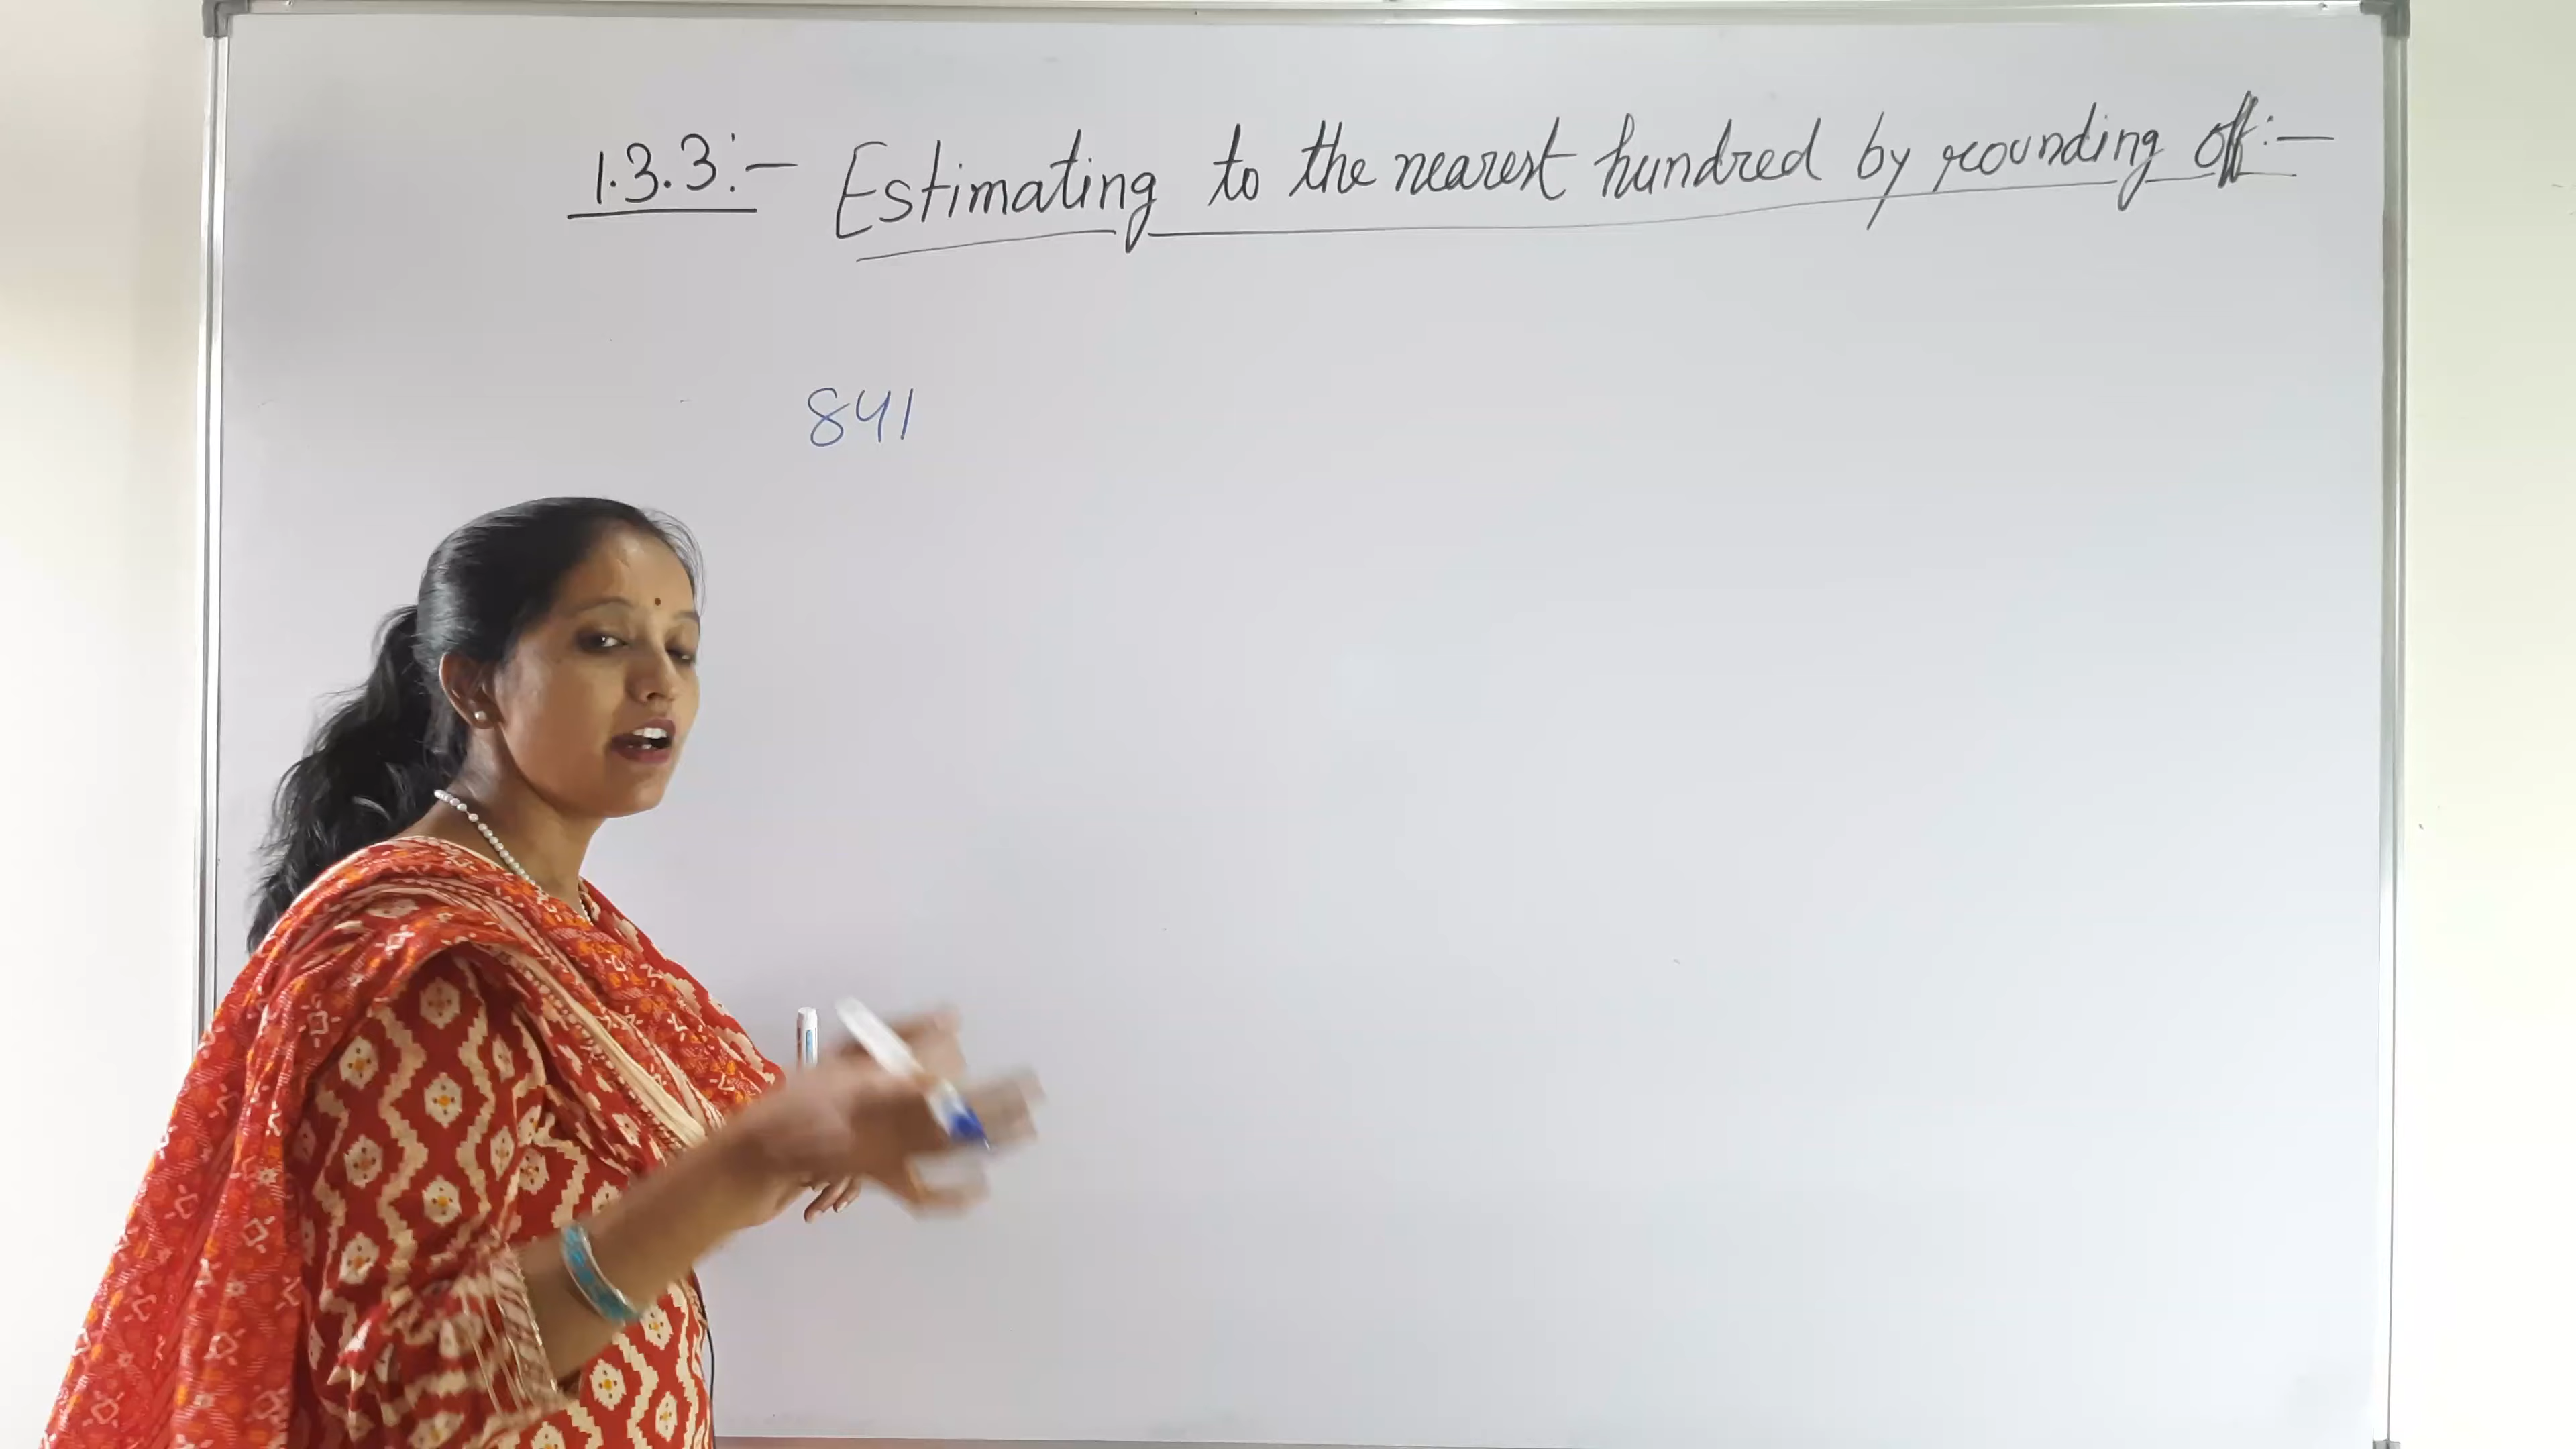 1.3.3:- Estimating to the nearest hundred by rounding off:-
841